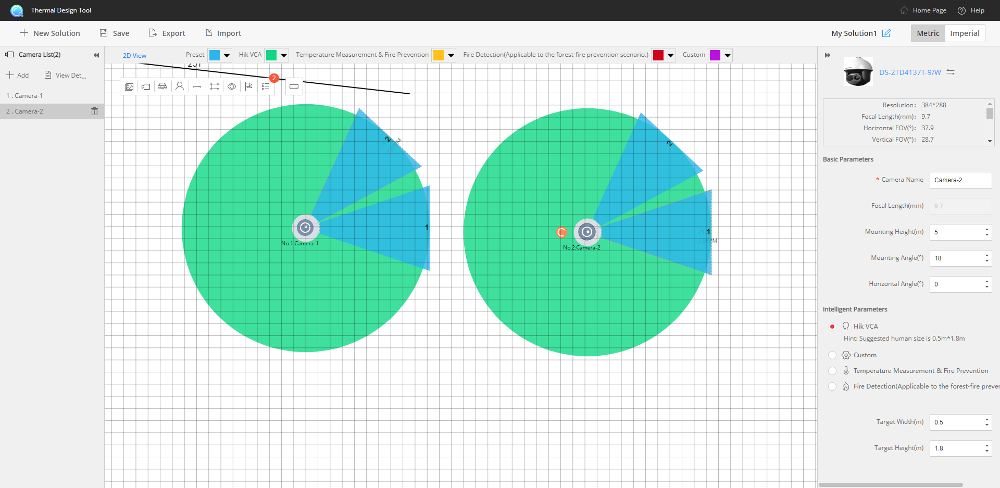 Thermal Design Tool
Home Page
Help
New Solution
Save
Export
Import
My Solution1
Metric
Imperial
Camera List(2)
2D View
Preset
Hik VCA
Temperature Measurement & Fire Prevention
Fire Detection(Applicable to the forest-fire prevention scenario.)
Custom
Add
View Det...
1 . Camera-1
2 . Camera-2
2
2
1
No.1:Camera-1
2
1
No.2:Camera-2
DS-2TD4137T-9/W
Resolution: 384*288
Focal Length(mm): 9.7
Horizontal FOV(°): 37.9
Vertical FOV(°): 28.7
Basic Parameters
* Camera Name Camera-2
Focal Length(mm) 9.7
Mounting Height(m) 5
Mounting Angle(°) 18
Horizontal Angle(°) 0
Intelligent Parameters
Hik VCA
Hint: Suggested human size is 0.5m*1.8m
Custom
Temperature Measurement & Fire Prevention
Fire Detection(Applicable to the forest-fire preve
Target Width(m) 0.5
Target Height(m) 1.8